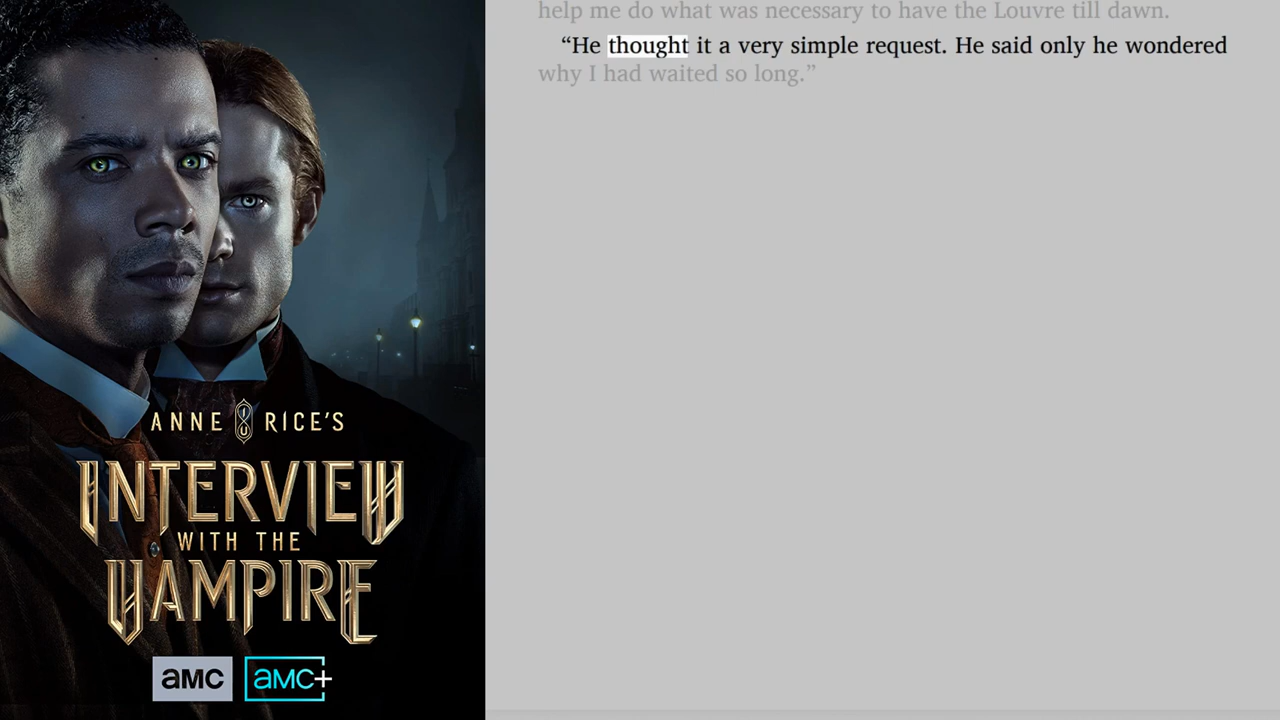 ANNE RICE'S
INTERVIEW
WITH THE
VAMPIRE
amc
amc+
help me do what was necessary to have the Louvre till dawn.
“He thought it a very simple request. He said only he wondered
why I had waited so long.”